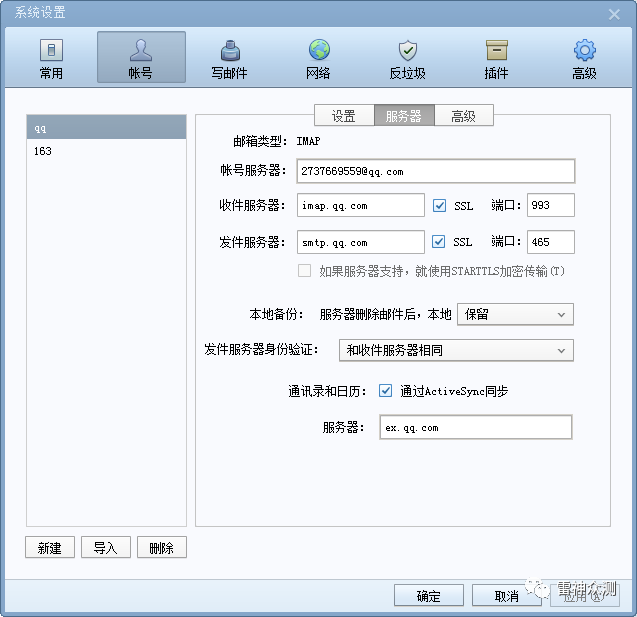 系统设置
常用 帐号 写邮件 网络 反垃圾 插件 高级
qq
163
设置 服务器 高级
邮箱类型: IMAP
帐号服务器: 2737669559@qq.com
收件服务器: imap.qq.com SSL 端口: 993
发件服务器: smtp.qq.com SSL 端口: 465
如果服务器支持，就使用STARTTLS加密传输(T)
本地备份: 服务器删除邮件后，本地 保留
发件服务器身份验证: 和收件服务器相同
通讯录和日历: 通过ActiveSync同步
服务器: ex.qq.com
新建 导入 删除
确定 取消 应用(A)
雷神众测